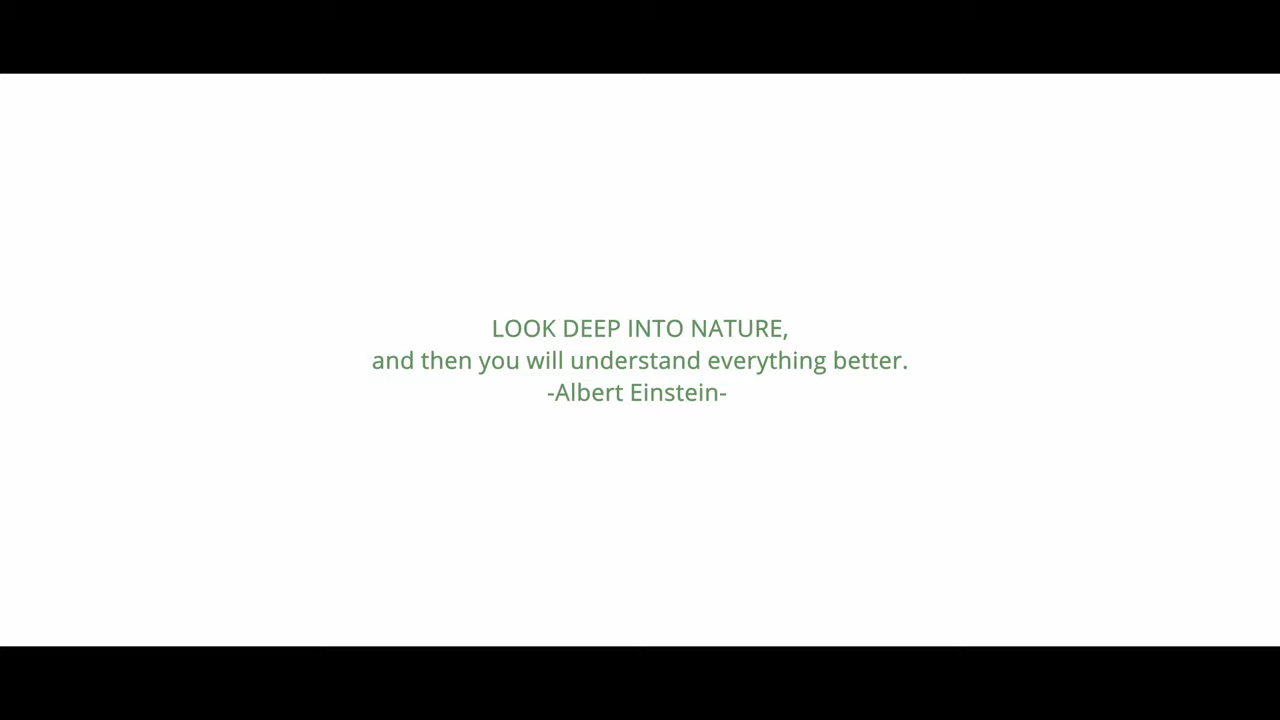 LOOK DEEP INTO NATURE,
and then you will understand everything better.
-Albert Einstein-